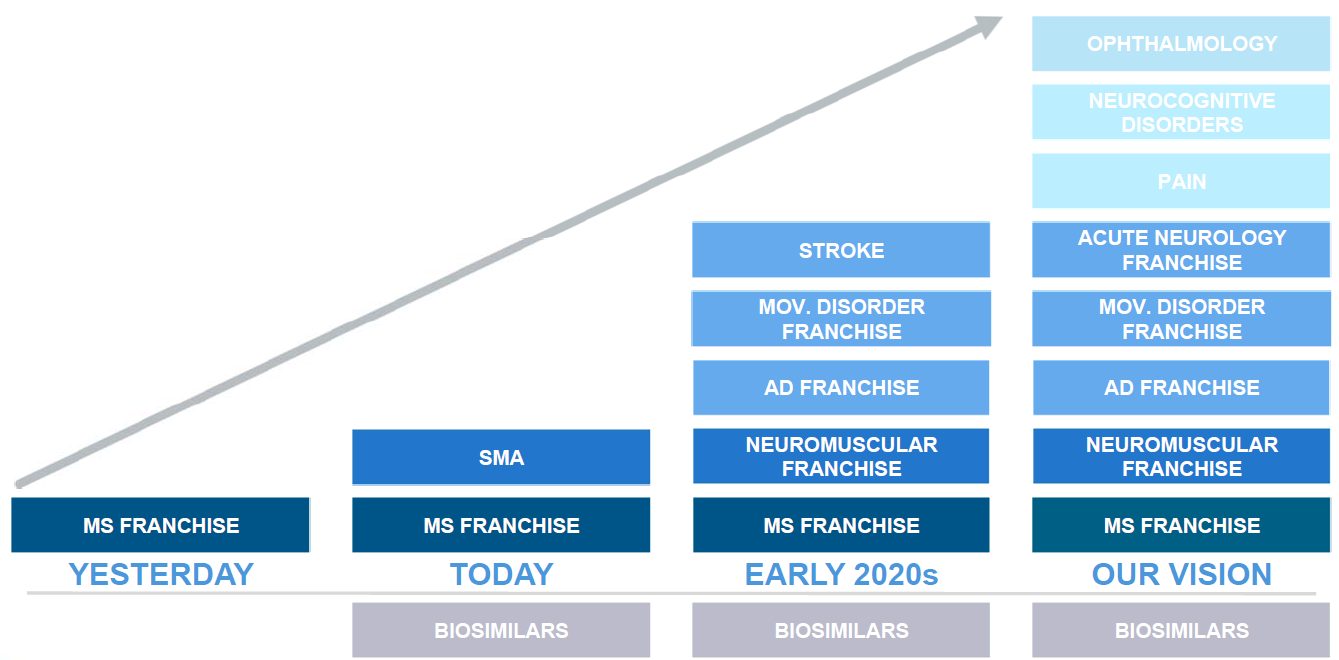 OPHTHALMOLOGY
NEUROCOGNITIVE
DISORDERS
PAIN
STROKE
ACUTE NEUROLOGY
FRANCHISE
MOV. DISORDER
FRANCHISE
MOV. DISORDER
FRANCHISE
AD FRANCHISE
AD FRANCHISE
SMA
NEUROMUSCULAR
FRANCHISE
NEUROMUSCULAR
FRANCHISE
MS FRANCHISE
MS FRANCHISE
MS FRANCHISE
MS FRANCHISE
YESTERDAY
TODAY
EARLY 2020s
OUR VISION
BIOSIMILARS
BIOSIMILARS
BIOSIMILARS